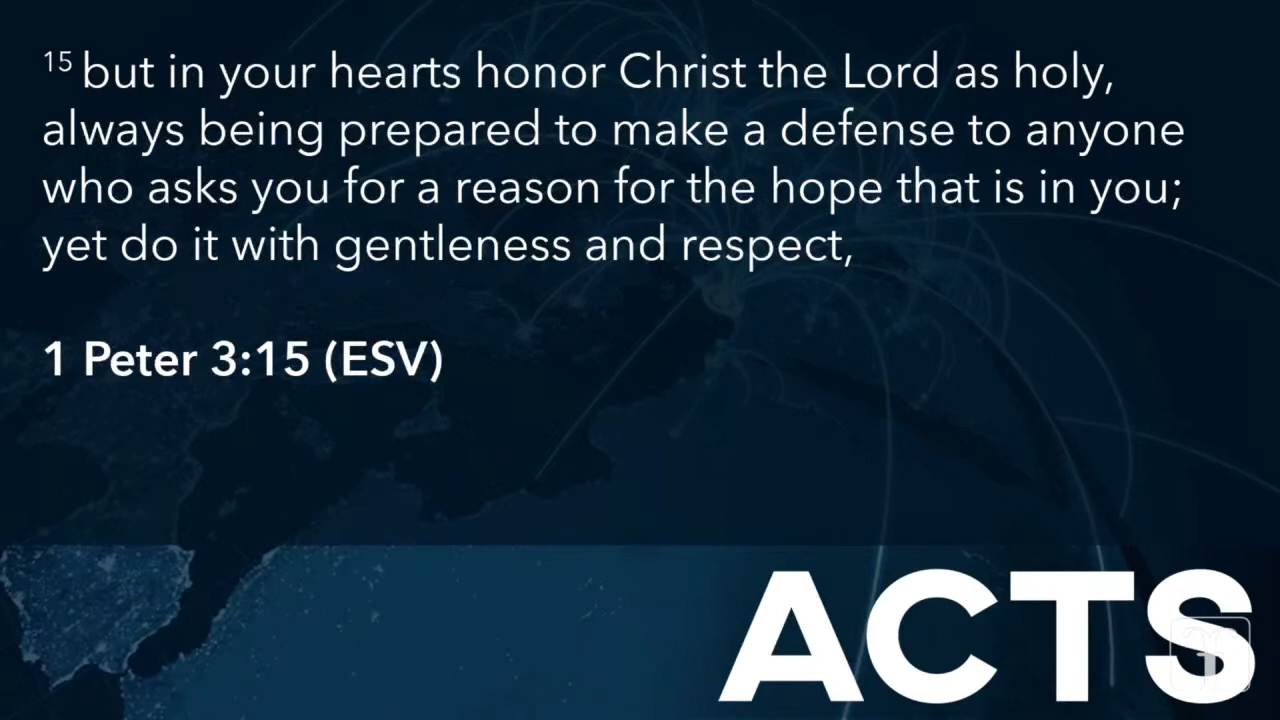 15 but in your hearts honor Christ the Lord as holy,
always being prepared to make a defense to anyone
who asks you for a reason for the hope that is in you;
yet do it with gentleness and respect,
1 Peter 3:15 (ESV)
ACTS